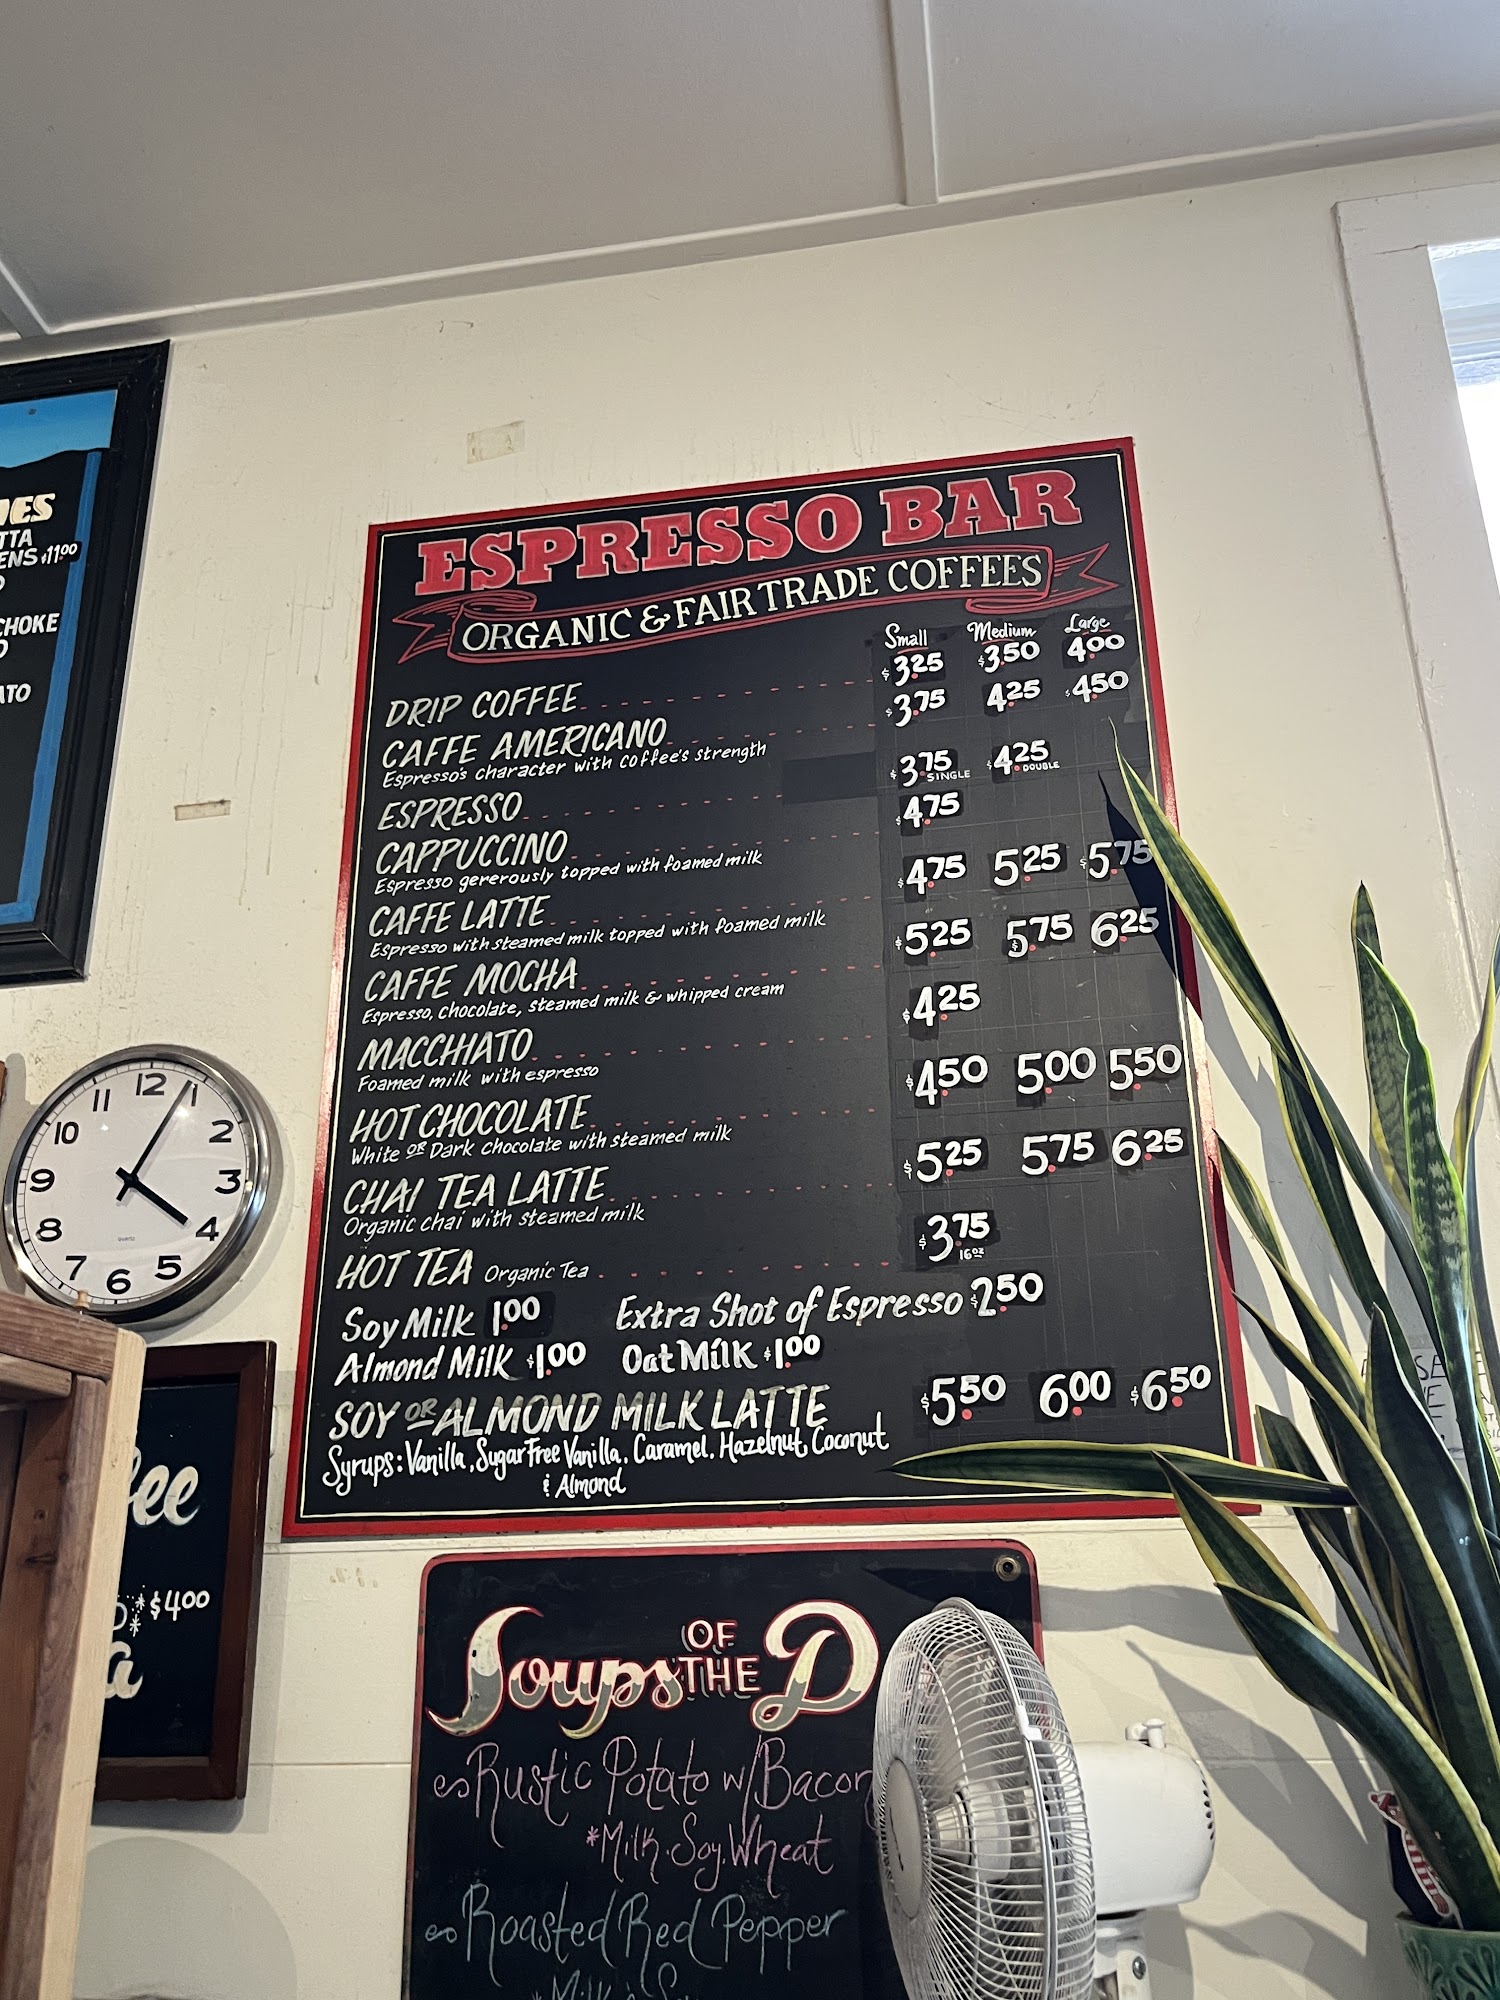 ESPRESSO BAR
ORGANIC & FAIR TRADE COFFEES
Small Medium Large
DRIP COFFEE $3.25 $3.50 4.00
CAFFE AMERICANO $3.75 4.25 $4.50
Espresso's character with coffee's strength
ESPRESSO $3.75 SINGLE $4.25 DOUBLE
CAPPUCCINO $4.75
Espresso gererously topped with foamed milk
CAFFE LATTE $4.75 5.25 $5.75
Espresso with steamed milk topped with foamed milk
CAFFE MOCHA $5.25 $5.75 6.25
Espresso, chocolate, steamed milk & whipped cream
MACCHIATO $4.25
Foamed milk with espresso
HOT CHOCOLATE $4.50 5.00 5.50
White OR Dark chocolate with steamed milk
CHAI TEA LATTE $5.25 5.75 6.25
Organic chai with steamed milk
HOT TEA Organic Tea $3.75 16oz
Soy Milk 1.00 Extra Shot of Espresso $2.50
Almond Milk $1.00 Oat Milk $1.00
SOY OR ALMOND MILK LATTE $5.50 6.00 $6.50
Syrups: Vanilla, Sugar Free Vanilla, Caramel, Hazelnut, Coconut
& Almond
ENS $11.00
CHOKE
ATO
12 1 2 3 4 5 6 7 8 9 10 11
QUARTZ
ee
$4.00
a
Soups OF THE D
Rustic Potato w/Bacon
*Milk.Soy.Wheat
Roasted Red Pepper